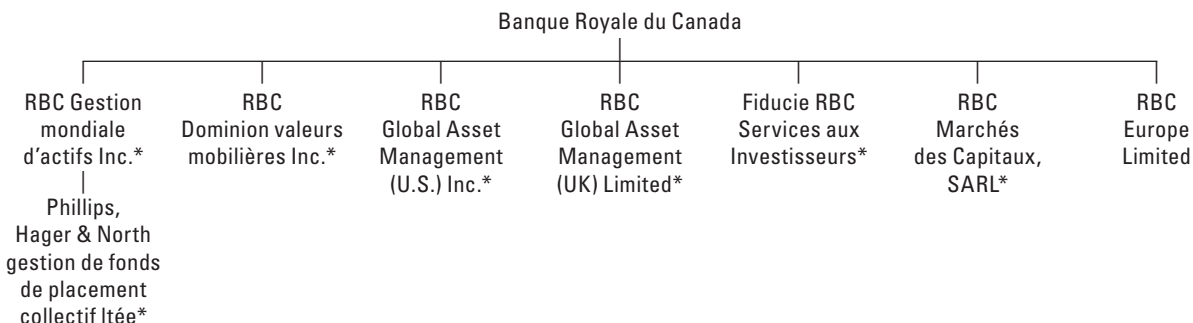 Banque Royale du Canada
RBC Gestion
mondiale
d'actifs Inc.*
Phillips,
Hager & North
gestion de fonds
de placement
collectif ltée*
RBC
Dominion valeurs
mobilières Inc.*
RBC
Global Asset
Management
(U.S.) Inc.*
RBC
Global Asset
Management
(UK) Limited*
Fiducie RBC
Services aux
Investisseurs*
RBC
Marchés
des Capitaux,
SARL*
RBC
Europe
Limited